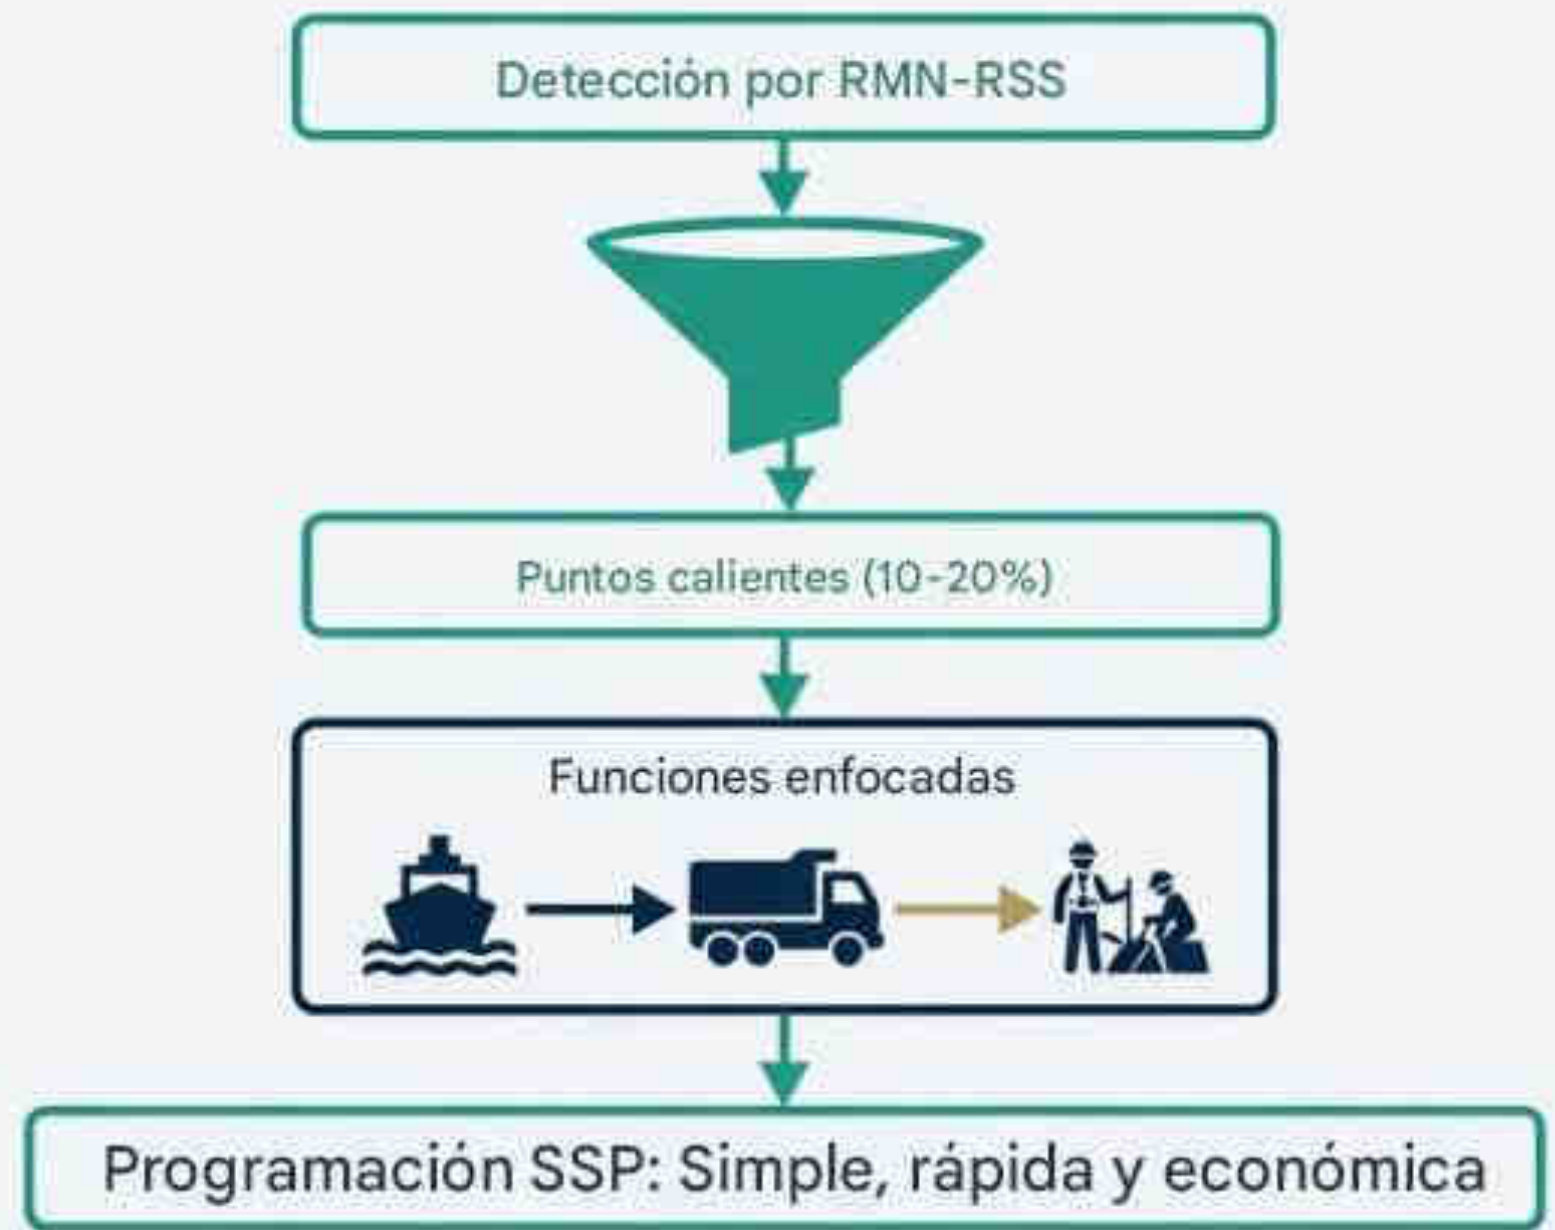 Detección por RMN-RSS
Puntos calientes (10-20%)
Funciones enfocadas
Programación SSP: Simple, rápida y económica